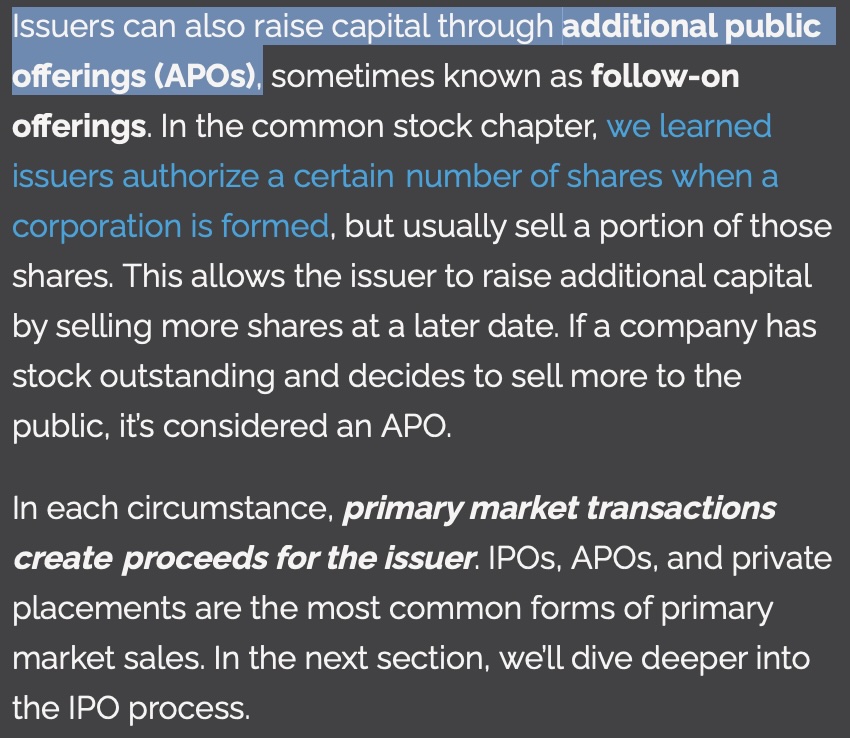 Issuers can also raise capital through additional public
offerings (APOs), sometimes known as follow-on
offerings. In the common stock chapter, we learned
issuers authorize a certain number of shares when a
corporation is formed, but usually sell a portion of those
shares. This allows the issuer to raise additional capital
by selling more shares at a later date. If a company has
stock outstanding and decides to sell more to the
public, it’s considered an APO.
In each circumstance, primary market transactions
create proceeds for the issuer. IPOs, APOs, and private
placements are the most common forms of primary
market sales. In the next section, we’ll dive deeper into
the IPO process.